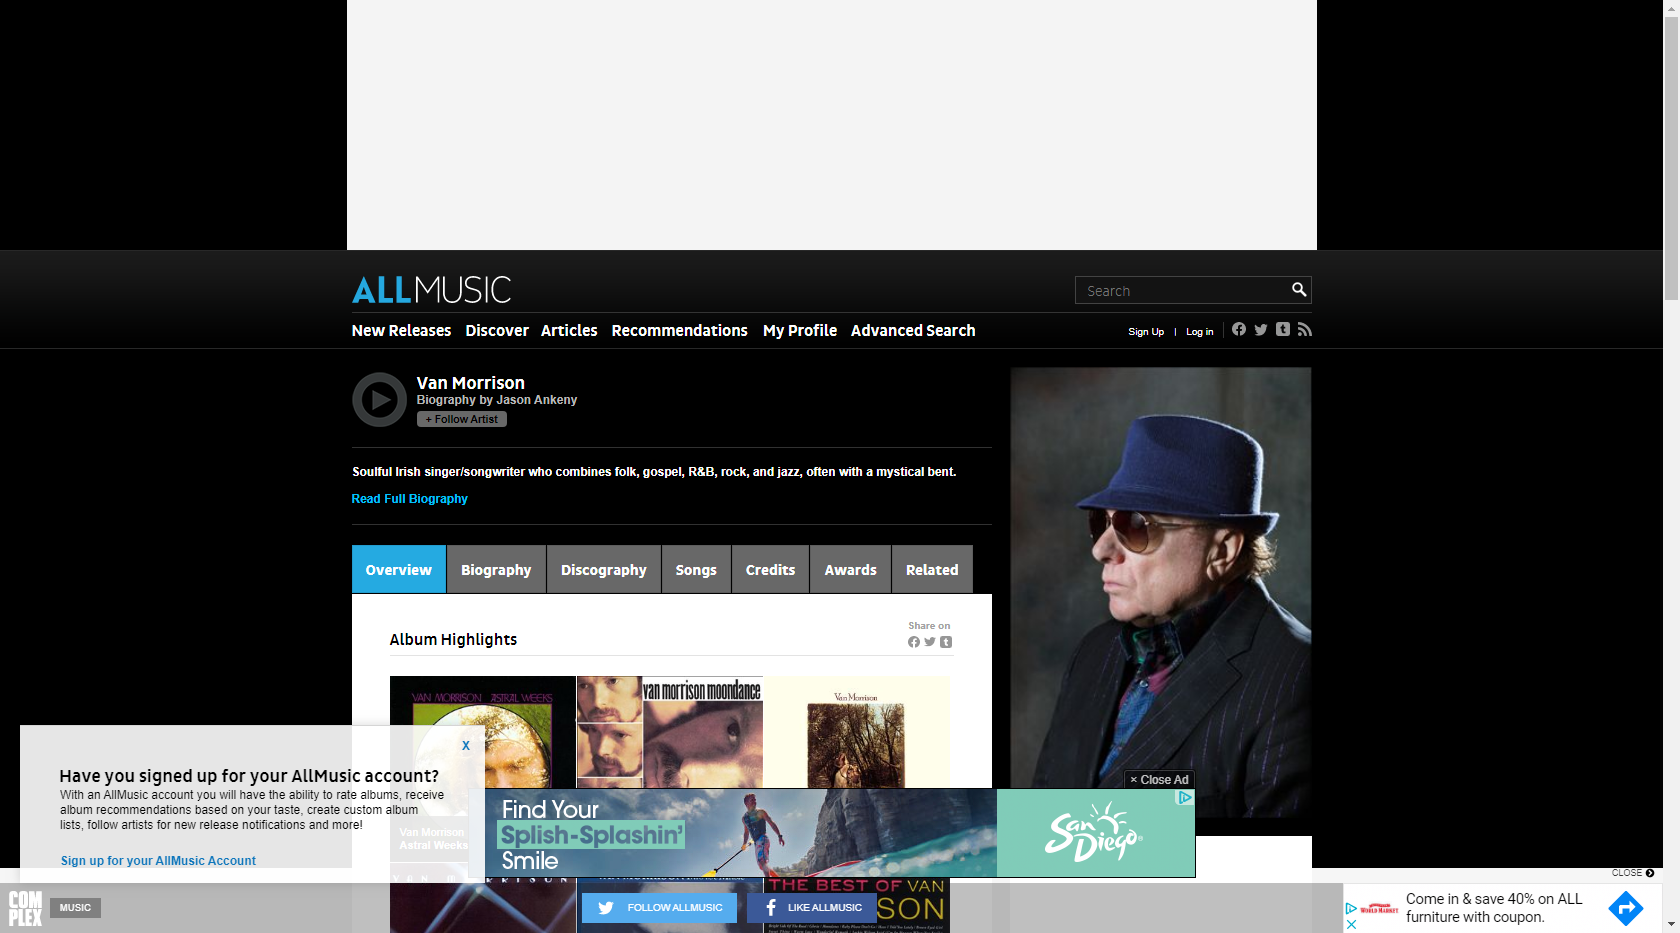 ALLMUSIC
Search
New Releases Discover Articles Recommendations My Profile Advanced Search
Sign Up | Log in
Van Morrison
Biography by Jason Ankeny
+ Follow Artist
Soulful Irish singer/songwriter who combines folk, gospel, R&B, rock, and jazz, often with a mystical bent.
Read Full Biography
Overview Biography Discography Songs Credits Awards Related
Share on
Album Highlights
VAN MORRISON ASTRAL WEEKS
van morrison moondance
Van Morrison
X
Have you signed up for your AllMusic account?
With an AllMusic account you will have the ability to rate albums, receive
album recommendations based on your taste, create custom album
lists, follow artists for new release notifications and more!
Sign up for your AllMusic Account
Van Morrison
Astral Weeks
× Close Ad
Find Your
Splish-Splashin'
Smile
San Diego
CLOSE
THE BEST OF VAN
SON
COMPLEX
MUSIC
FOLLOW ALLMUSIC
LIKE ALLMUSIC
WORLD MARKET
Come in & save 40% on ALL
furniture with coupon.